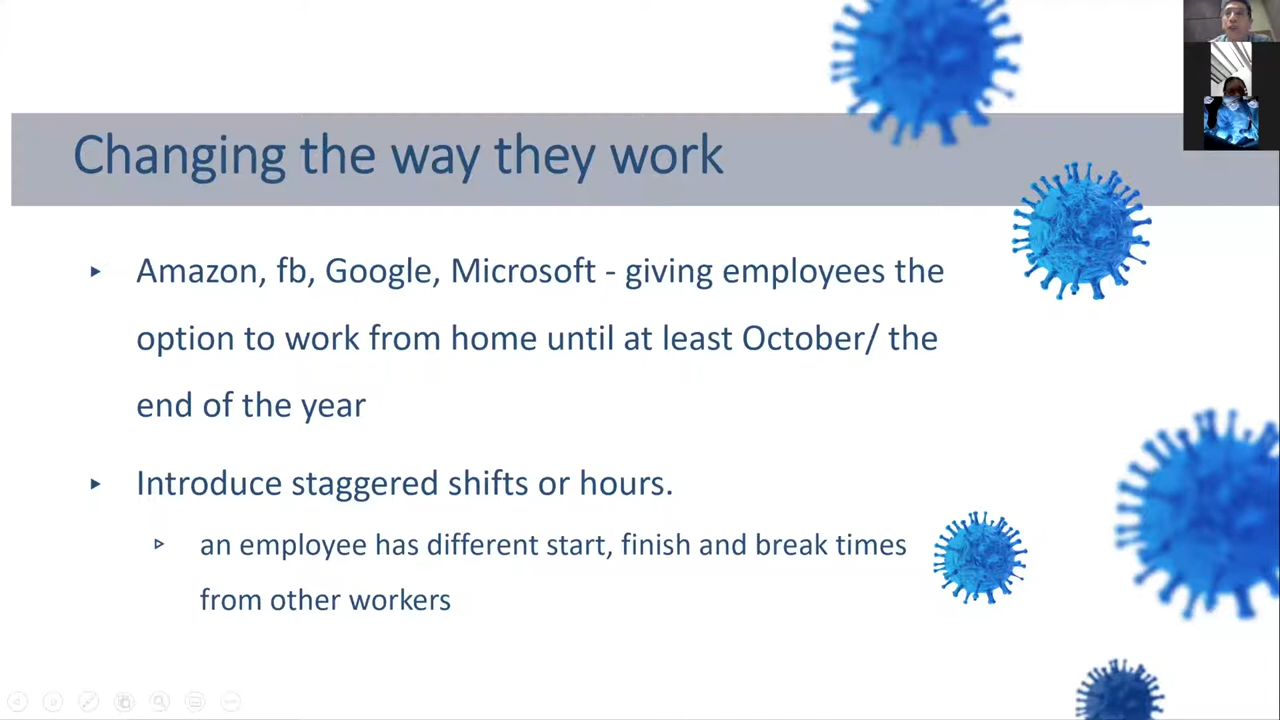 Changing the way they work
Amazon, fb, Google, Microsoft - giving employees the
option to work from home until at least October/ the
end of the year
Introduce staggered shifts or hours.
an employee has different start, finish and break times
from other workers